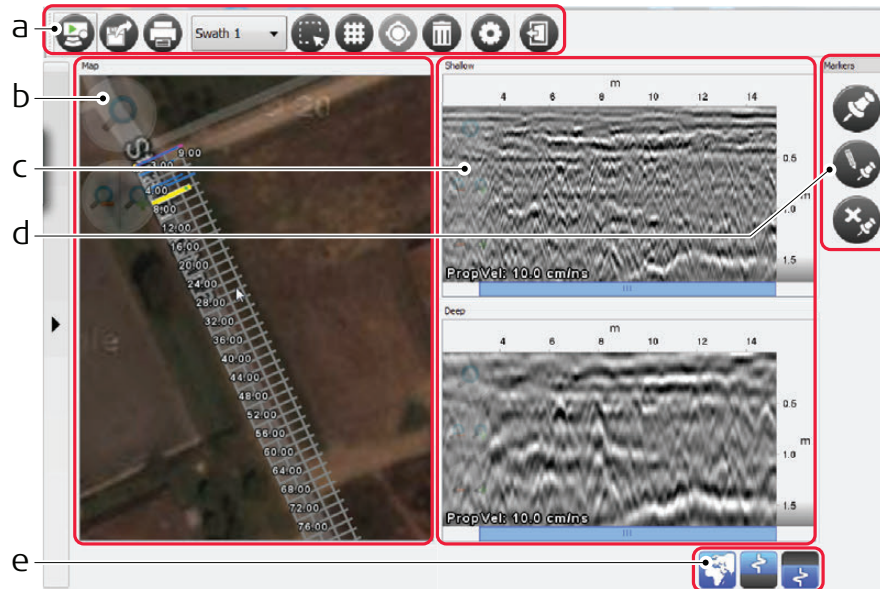 a
Swath 1
Map
Shallow
Markers
b
c
d
e
S
9.00
3.00
4.00
8.00
12.00
16.00
20.00
24.00
28.00
32.00
36.00
40.00
44.00
48.00
52.00
56.00
60.00
64.00
68.00
72.00
76.00
m
4 6 8 10 12 14
0.5
m
1.0
1.5
PropVel: 10.0 cm/ns
Deep
m
4 6 8 10 12 14
0.5
m
1.0
1.5
PropVel: 10.0 cm/ns